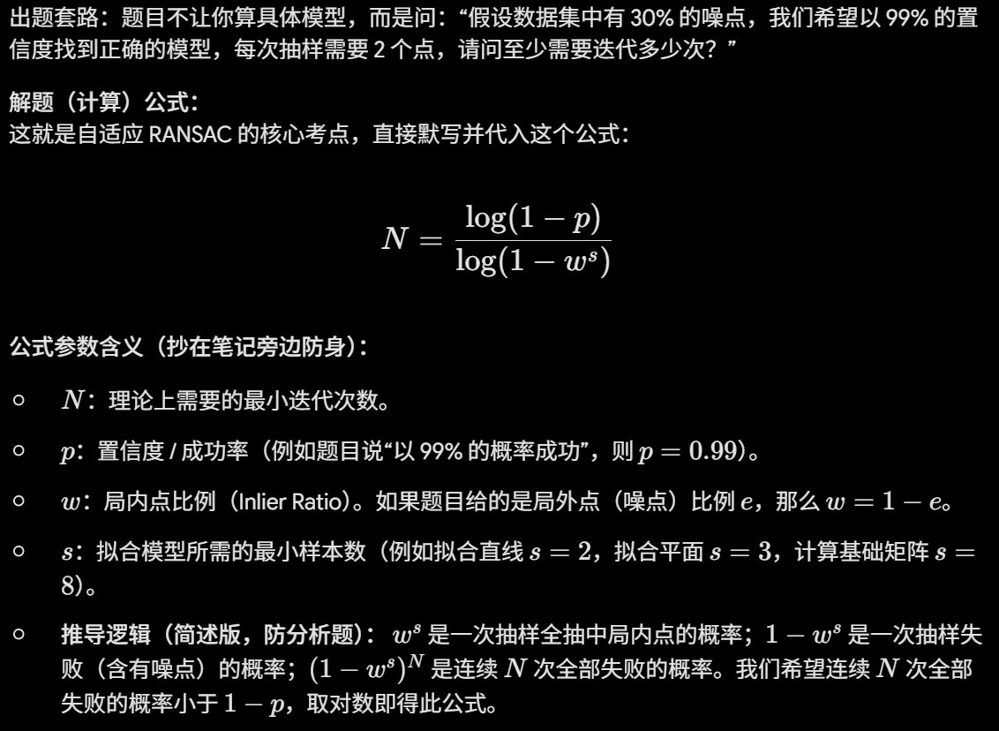 出题套路：题目不让你算具体模型，而是问：“假设数据集中有 30% 的噪点，我们希望以 99% 的置
信度找到正确的模型，每次抽样需要 2 个点，请问至少需要迭代多少次？”
解题（计算）公式：
这就是自适应 RANSAC 的核心考点，直接默写并代入这个公式：
N = log(1 − p) / log(1 − w^s)
公式参数含义（抄在笔记旁边防身）：
N：理论上需要的最小迭代次数。
p：置信度 / 成功率（例如题目说“以 99% 的概率成功”，则 p = 0.99）。
w：局内点比例（Inlier Ratio）。如果题目给的是局外点（噪点）比例 e，那么 w = 1 − e。
s：拟合模型所需的最小样本数（例如拟合直线 s = 2，拟合平面 s = 3，计算基础矩阵 s =
8）。
推导逻辑（简述版，防分析题）： w^s 是一次抽样全抽中局内点的概率；1 − w^s 是一次抽样失
败（含有噪点）的概率；(1 − w^s)^N 是连续 N 次全部失败的概率。我们希望连续 N 次全部
失败的概率小于 1 − p，取对数即得此公式。